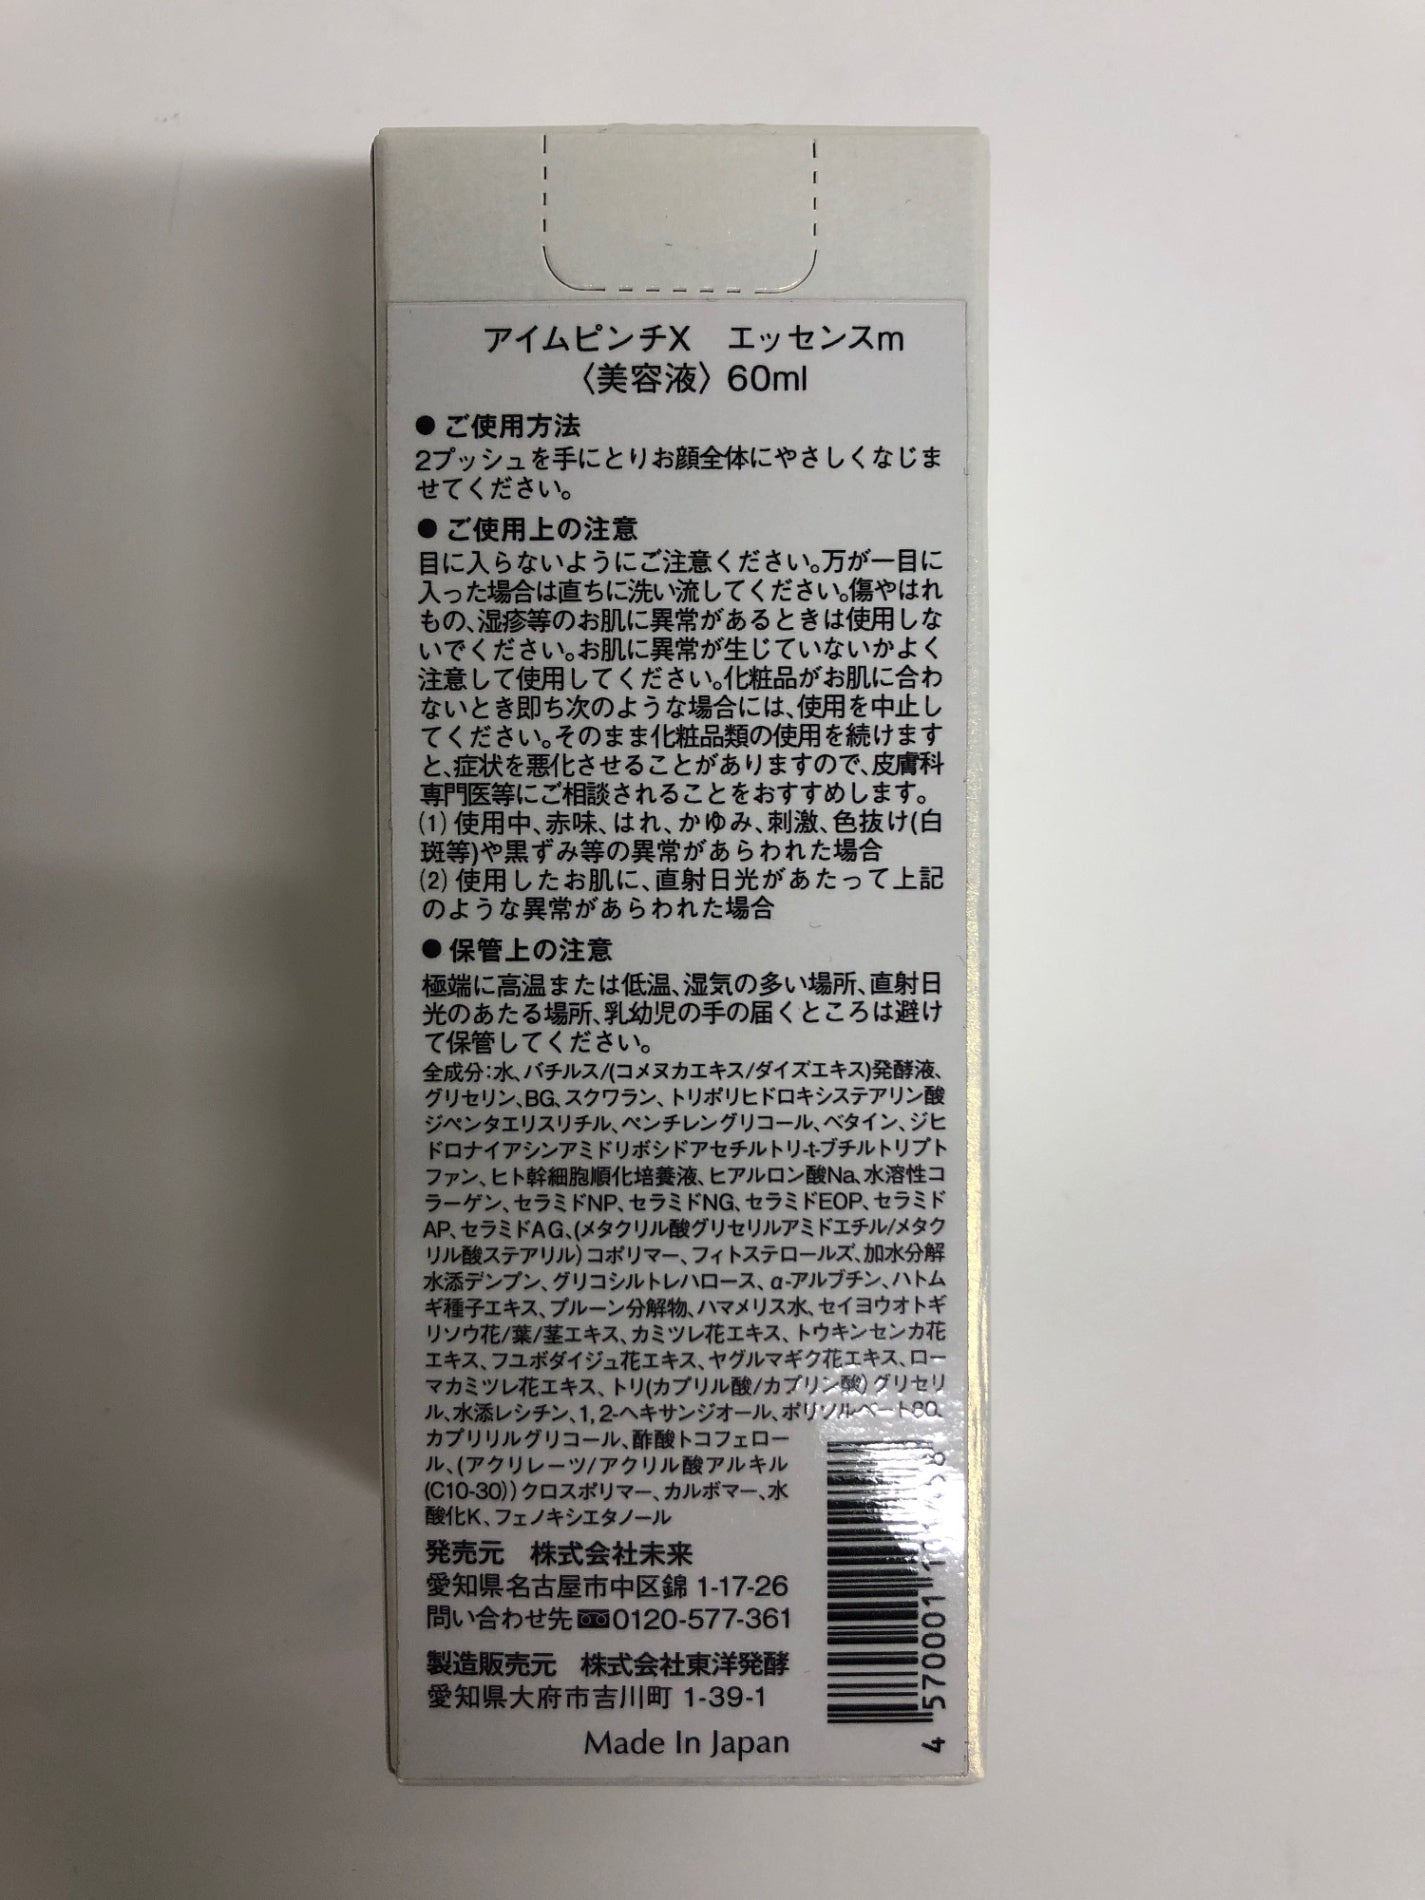 アイムピンチX　エッセンスm
〈美容液〉60ml
● ご使用方法
2プッシュを手にとりお顔全体にやさしくなじま
せてください。
● ご使用上の注意
目に入らないようにご注意ください。万が一目に
入った場合は直ちに洗い流してください。傷やはれ
もの、湿疹等のお肌に異常があるときは使用しな
いでください。お肌に異常が生じていないかよく
注意して使用してください。化粧品がお肌に合わ
ないとき即ち次のような場合には、使用を中止し
てください。そのまま化粧品類の使用を続けます
と、症状を悪化させることがありますので、皮膚科
専門医等にご相談されることをおすすめします。
(1) 使用中、赤味、はれ、かゆみ、刺激、色抜け(白
斑等)や黒ずみ等の異常があらわれた場合
(2) 使用したお肌に、直射日光があたって上記
のような異常があらわれた場合
● 保管上の注意
極端に高温または低温、湿気の多い場所、直射日
光のあたる場所、乳幼児の手の届くところは避け
て保管してください。
全成分：水、バチルス/(コメヌカエキス/ダイズエキス)発酵液、
グリセリン、BG、スクワラン、トリポリヒドロキシステアリン酸
ジペンタエリスリチル、ペンチレングリコール、ベタイン、ジヒ
ドロナイアシンアミドリボシドアセチルトリ-t-ブチルトリプト
ファン、ヒト幹細胞順化培養液、ヒアルロン酸Na、水溶性コ
ラーゲン、セラミドNP、セラミドNG、セラミドEOP、セラミド
AP、セラミドAG、(メタクリル酸グリセリルアミドエチル/メタク
リル酸ステアリル)コポリマー、フィトステロールズ、加水分解
水添デンプン、グリコシルトレハロース、α-アルブチン、ハトム
ギ種子エキス、プルーン分解物、ハマメリス水、セイヨウオトギ
リソウ花/葉/茎エキス、カミツレ花エキス、トウキンセンカ花
エキス、フユボダイジュ花エキス、ヤグルマギク花エキス、ロー
マカミツレ花エキス、トリ(カプリル酸/カプリン酸)グリセリ
ル、水添レシチン、1,2-ヘキサンジオール、ポリソルベート80、
カプリリルグリコール、酢酸トコフェロー
ル、(アクリレーツ/アクリル酸アルキル
(C10-30))クロスポリマー、カルボマー、水
酸化K、フェノキシエタノール
発売元　株式会社未来
愛知県名古屋市中区錦 1-17-26
問い合わせ先 0120-577-361
製造販売元　株式会社東洋発酵
愛知県大府市吉川町 1-39-1
Made In Japan
4 570001